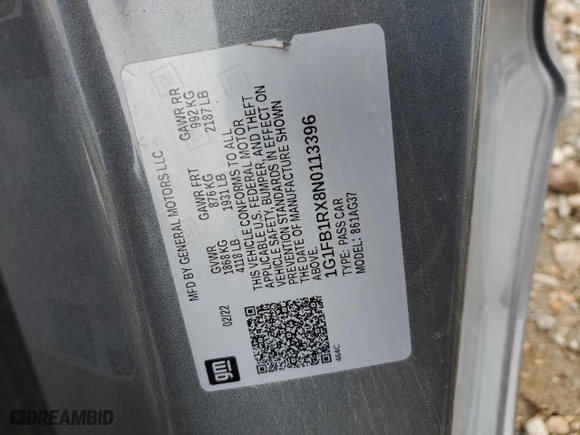 MFD BY GENERAL MOTORS LLC
02/22
GVWR
1868 KG
4118 LB
GAWR FRT
876 KG
1931 LB
GAWR RR
992 KG
2187 LB
THIS VEHICLE CONFORMS TO ALL
APPLICABLE U.S. FEDERAL MOTOR
VEHICLE SAFETY, BUMPER, AND THEFT
PREVENTION STANDARDS IN EFFECT ON
THE DATE OF MANUFACTURE SHOWN
ABOVE.
1G1FB1RX8N0113396
TYPE: PASS CAR
MODEL: 861AG37
gm
464C
DREAMBID